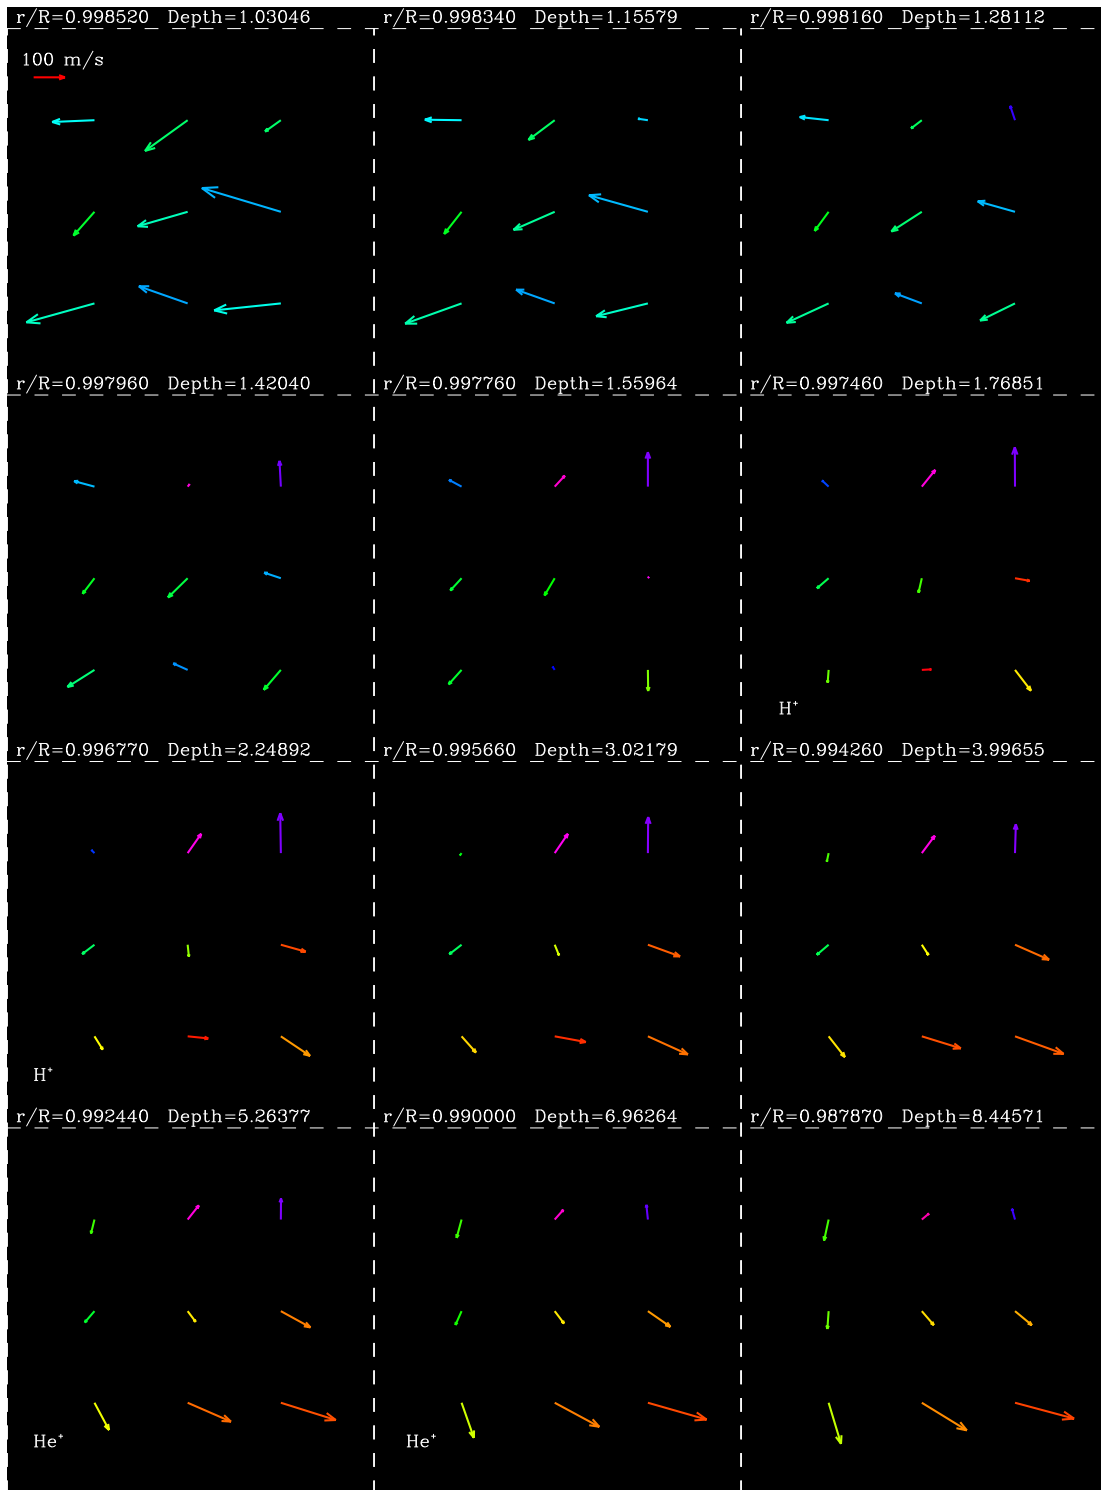 r/R=0.998520 Depth=1.03046
r/R=0.998340 Depth=1.15579
r/R=0.998160 Depth=1.28112
100 m/s
r/R=0.997960 Depth=1.42040
r/R=0.997760 Depth=1.55964
r/R=0.997460 Depth=1.76851
H⁺
r/R=0.996770 Depth=2.24892
r/R=0.995660 Depth=3.02179
r/R=0.994260 Depth=3.99655
H⁺
r/R=0.992440 Depth=5.26377
r/R=0.990000 Depth=6.96264
r/R=0.987870 Depth=8.44571
He⁺
He⁺